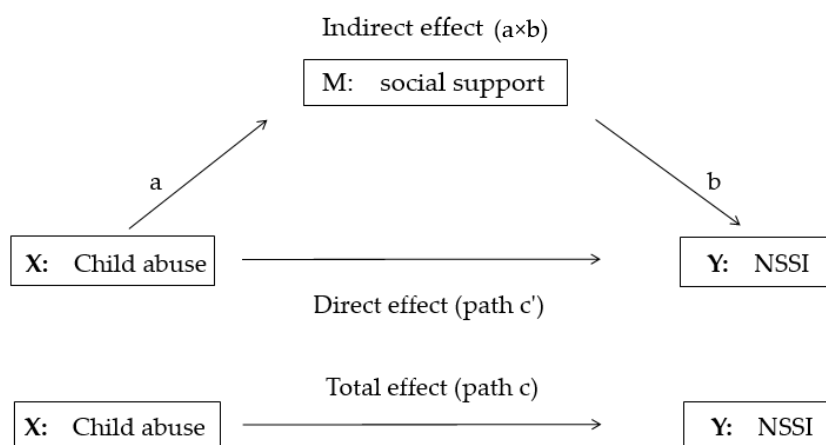 Indirect effect (a×b)
M: social support
a
b
X: Child abuse
Y: NSSI
Direct effect (path c')
Total effect (path c)
X: Child abuse
Y: NSSI